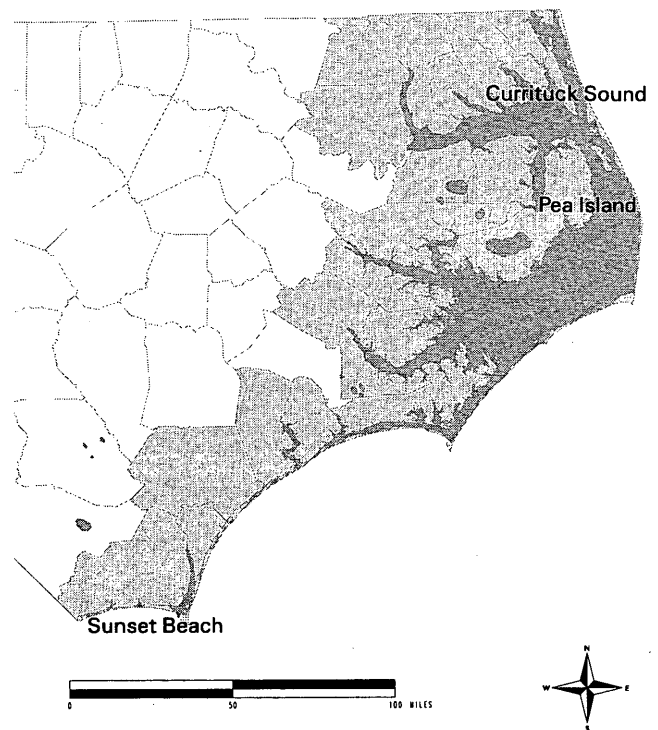 Currituck Sound
Pea Island
Sunset Beach
0 50 100 MILES
N
W E
S